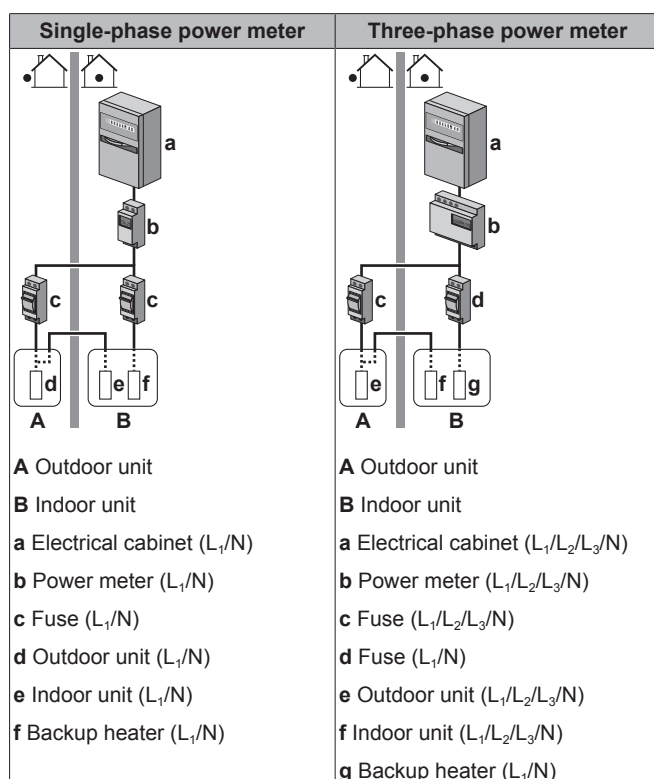 Single-phase power meter
Three-phase power meter
a
b
c
c
d
e
f
A
B
a
b
c
d
e
f
g
A
B
A Outdoor unit
B Indoor unit
a Electrical cabinet (L₁/N)
b Power meter (L₁/N)
c Fuse (L₁/N)
d Outdoor unit (L₁/N)
e Indoor unit (L₁/N)
f Backup heater (L₁/N)
A Outdoor unit
B Indoor unit
a Electrical cabinet (L₁/L₂/L₃/N)
b Power meter (L₁/L₂/L₃/N)
c Fuse (L₁/L₂/L₃/N)
d Fuse (L₁/N)
e Outdoor unit (L₁/L₂/L₃/N)
f Indoor unit (L₁/L₂/L₃/N)
g Backup heater (L₁/N)